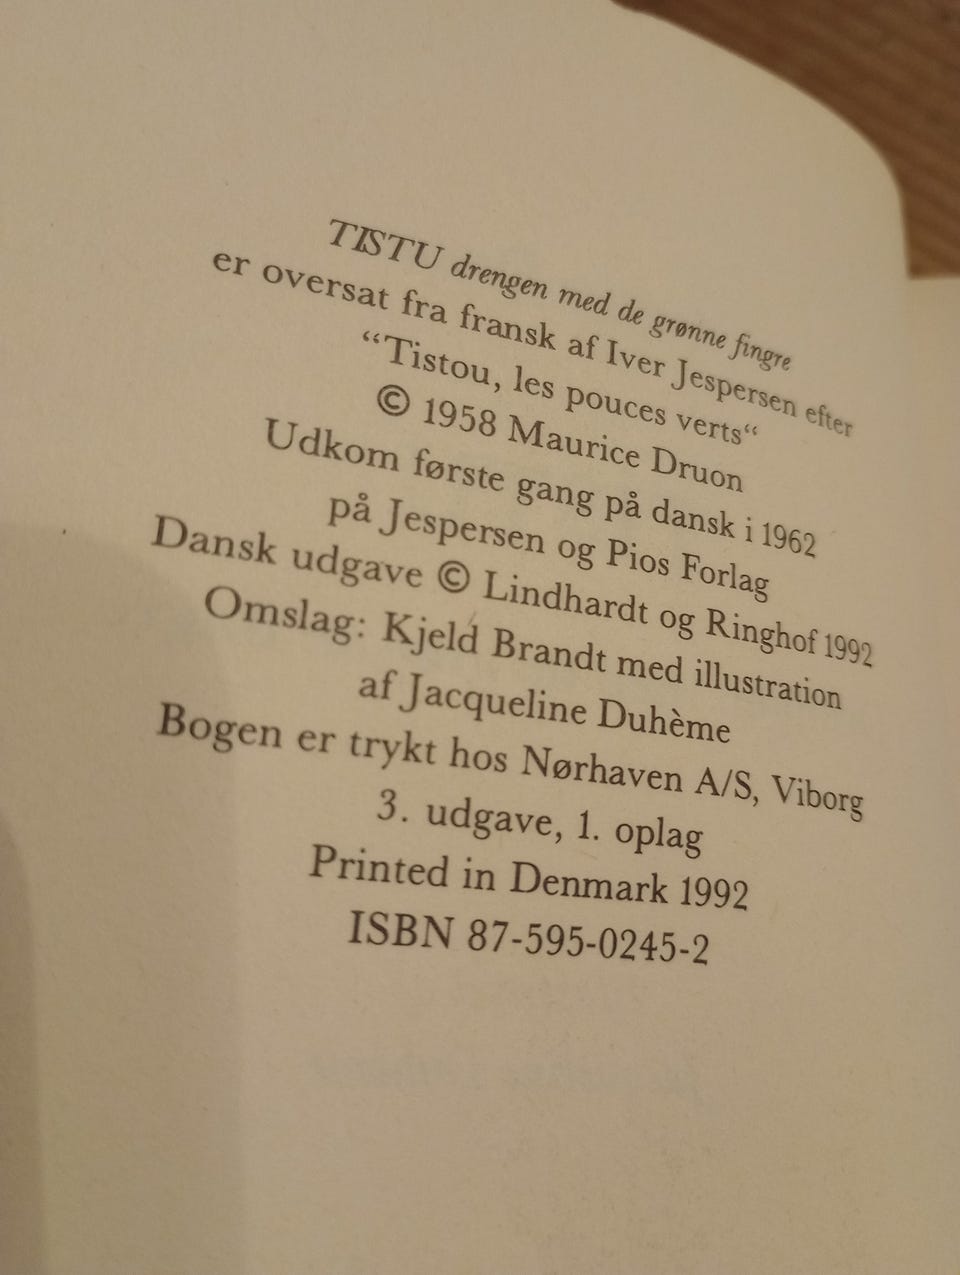 TISTU drengen med de grønne fingre
er oversat fra fransk af Iver Jespersen efter
“Tistou, les pouces verts“
© 1958 Maurice Druon
Udkom første gang på dansk i 1962
på Jespersen og Pios Forlag
Dansk udgave © Lindhardt og Ringhof 1992
Omslag: Kjeld Brandt med illustration
af Jacqueline Duhème
Bogen er trykt hos Nørhaven A/S, Viborg
3. udgave, 1. oplag
Printed in Denmark 1992
ISBN 87-595-0245-2